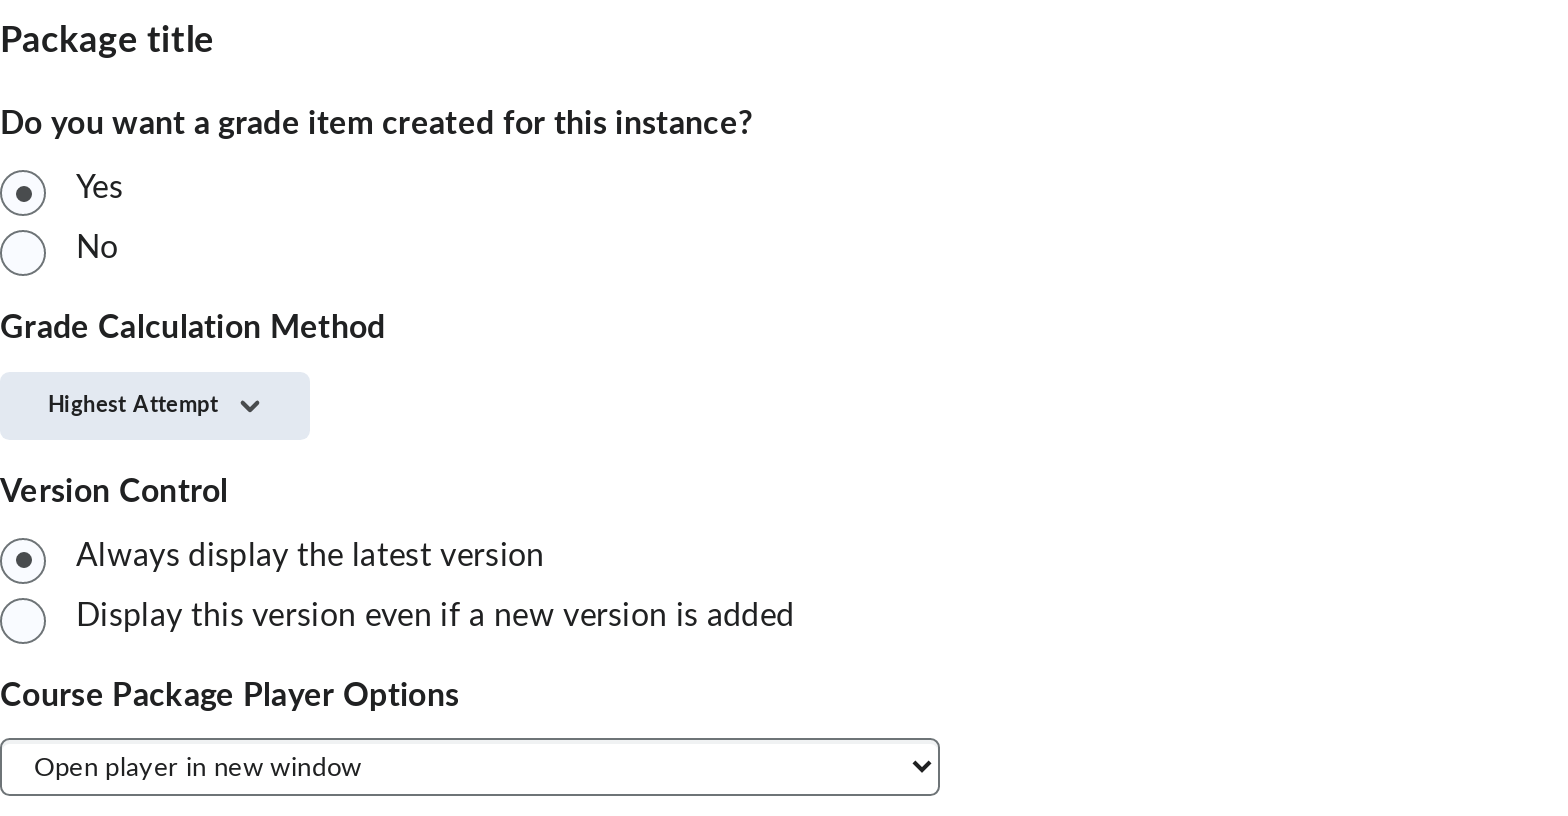 Package title
Do you want a grade item created for this instance?
Yes
No
Grade Calculation Method
Highest Attempt
Version Control
Always display the latest version
Display this version even if a new version is added
Course Package Player Options
Open player in new window